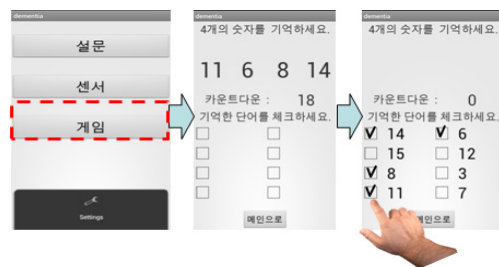 dementia
설문
센서
게임
Settings
dementia
4개의 숫자를 기억하세요.
11 6 8 14
카운트다운 : 18
기억한 단어를 체크하세요.
메인으로
dementia
4개의 숫자를 기억하세요.
카운트다운 : 0
기억한 단어를 체크하세요.
14 6
15 12
8 3
11 7
메인으로